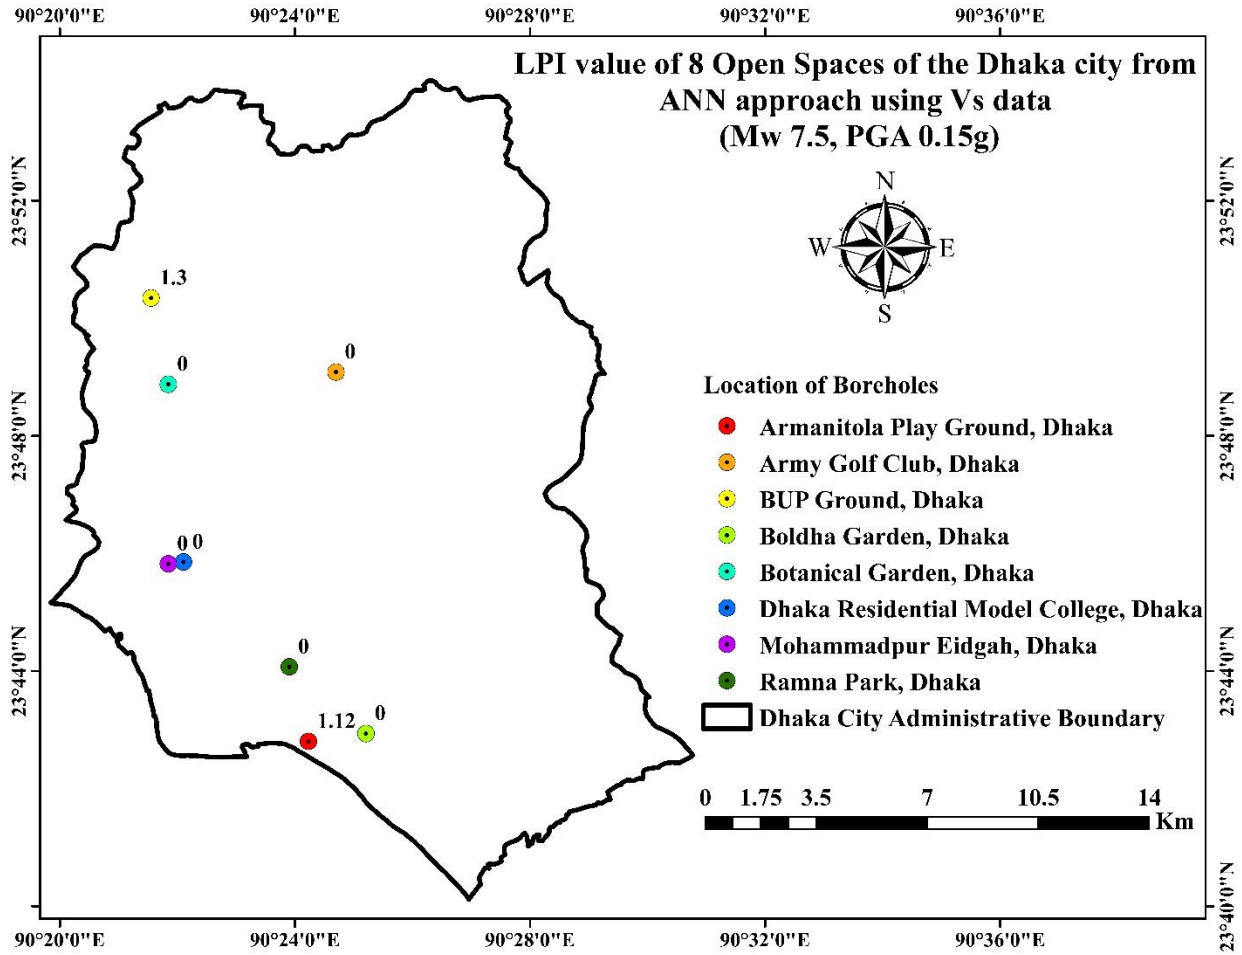 90°20'0"E 90°24'0"E 90°28'0"E 90°32'0"E 90°36'0"E
LPI value of 8 Open Spaces of the Dhaka city from
ANN approach using Vs data
(Mw 7.5, PGA 0.15g)
N
W E
S
23°52'0"N 23°52'0"N
1.3
0
0
Location of Boreholes
Armanitola Play Ground, Dhaka
23°48'0"N 23°48'0"N
Army Golf Club, Dhaka
BUP Ground, Dhaka
Boldha Garden, Dhaka
0 0
Botanical Garden, Dhaka
Dhaka Residential Model College, Dhaka
0
Mohammadpur Eidgah, Dhaka
23°44'0"N 23°44'0"N
Ramna Park, Dhaka
1.12 0
Dhaka City Administrative Boundary
0 1.75 3.5 7 10.5 14
Km
23°40'0"N
90°20'0"E 90°24'0"E 90°28'0"E 90°32'0"E 90°36'0"E